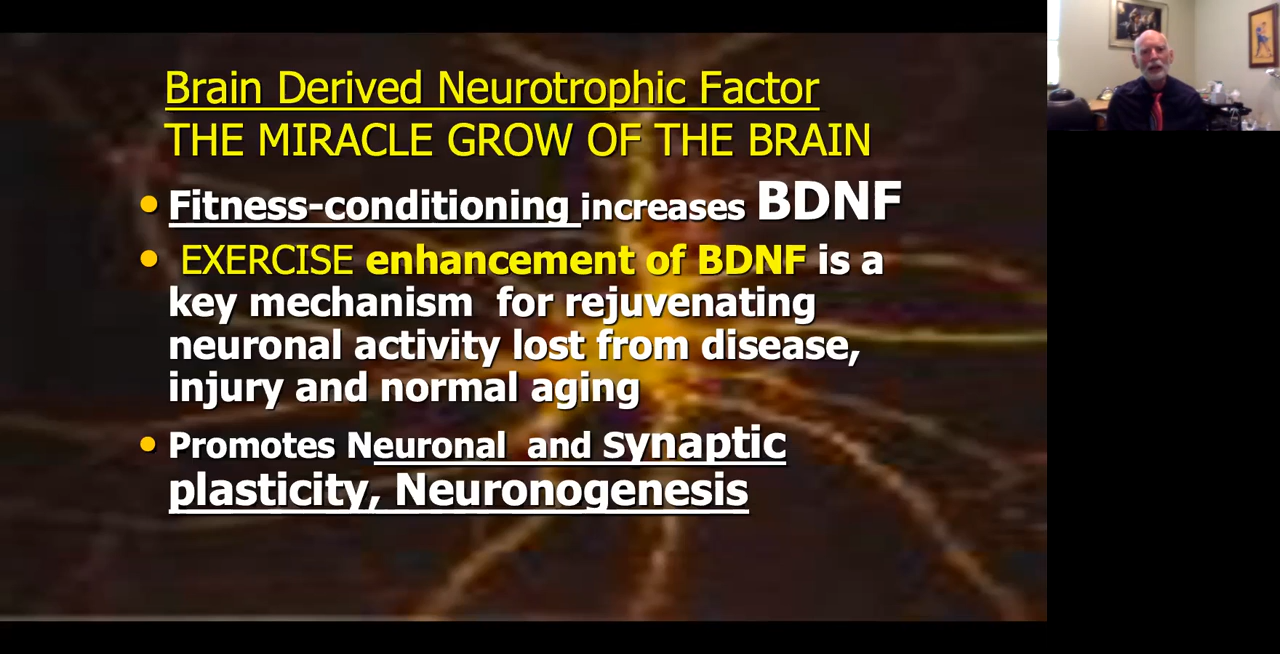 Brain Derived Neurotrophic Factor
THE MIRACLE GROW OF THE BRAIN
• Fitness-conditioning increases BDNF
• EXERCISE enhancement of BDNF is a
key mechanism for rejuvenating
neuronal activity lost from disease,
injury and normal aging
• Promotes Neuronal and Synaptic
plasticity, Neuronogenesis